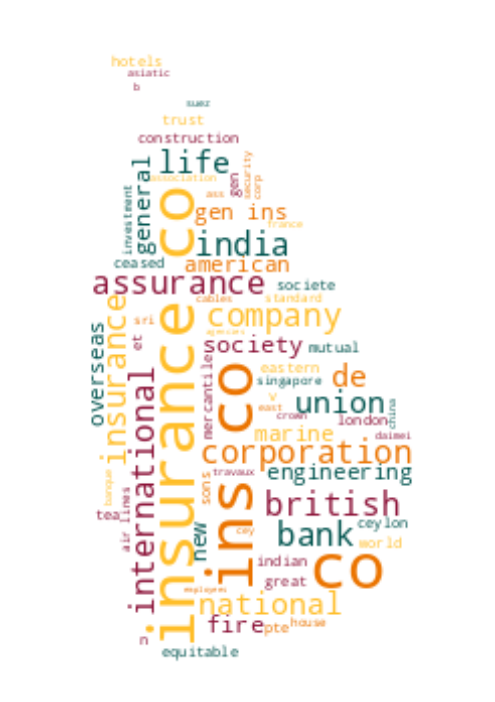 hotels
asiatic
b
suez
trust
construction
life
general
association
security
corp
gen
investment
ass
co
gen ins
france
india
ceased
american
assurance
societe
cables
standard
insurance
sri
company
agencies
overseas
et
society
mutual
insurance co
ins co
mercantile
eastern
singapore
de
international
v
union
east
crown
london
china
marine
daimei
corporation
banque
sons
travaux
engineering
tea
air lines
british
new
cey
bank
ceylon
world
indian
great
co
employees
national
fire
pte
house
n
equitable